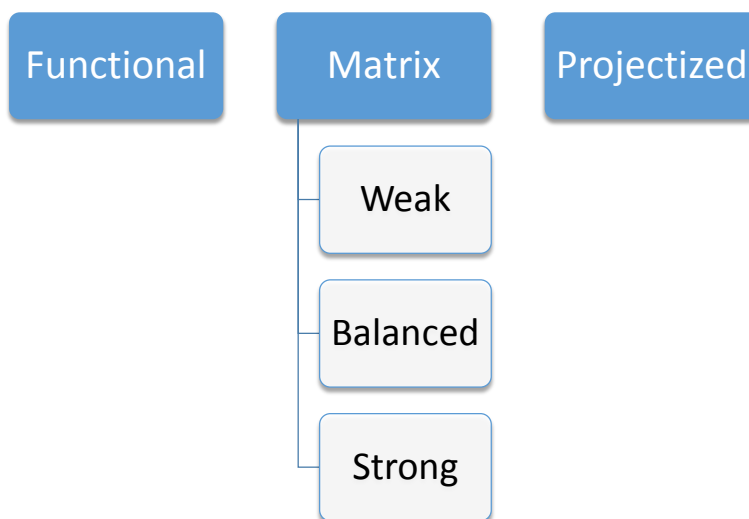 Functional
Matrix
Projectized
Weak
Balanced
Strong